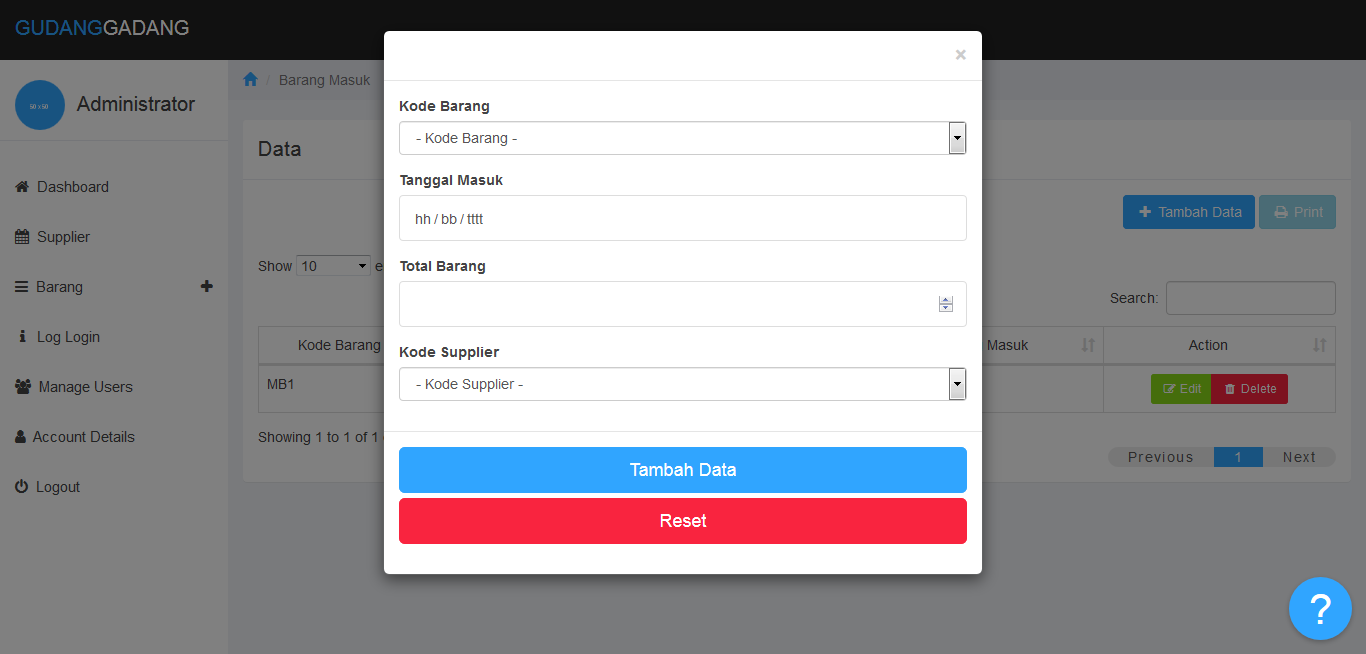 GUDANGGADANG
×
Administrator
50 x 50
Barang Masuk
Dashboard
Supplier
Barang
Log Login
Manage Users
Account Details
Logout
Data
Tambah Data
Print
Show 10 e
Search:
Kode Barang
Masuk
Action
MB1
Edit
Delete
Showing 1 to 1 of 1
Previous 1 Next
Kode Barang
- Kode Barang -
Tanggal Masuk
hh / bb / tttt
Total Barang
Kode Supplier
- Kode Supplier -
Tambah Data
Reset
?